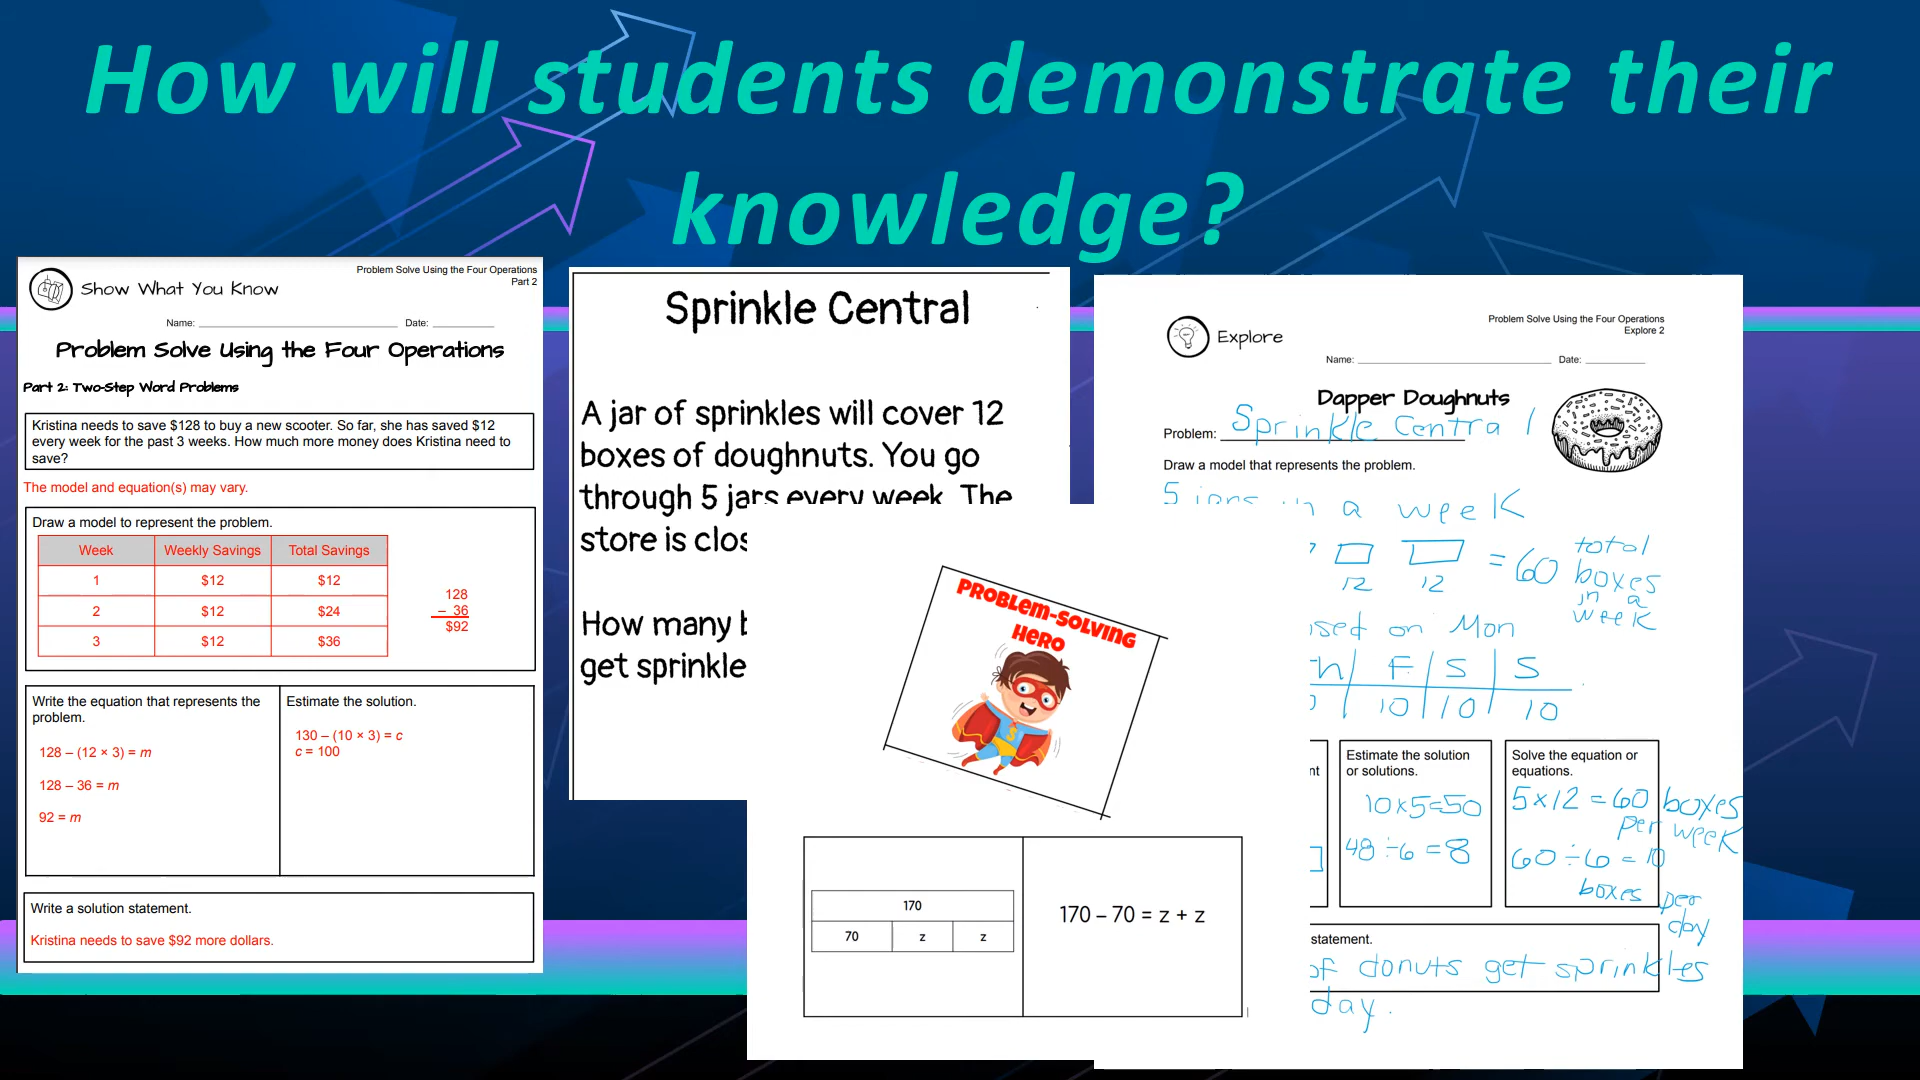 How will students demonstrate their
knowledge?
Show What You Know
Problem Solve Using the Four Operations
Part 2
Name: Date:
Problem Solve Using the Four Operations
Part 2: Two-Step Word Problems
Kristina needs to save $128 to buy a new scooter. So far, she has saved $12
every week for the past 3 weeks. How much more money does Kristina need to
save?
The model and equation(s) may vary.
Draw a model to represent the problem.
Week Weekly Savings Total Savings
1 $12 $12
2 $12 $24
3 $12 $36
128
– 36
$92
Write the equation that represents the
problem.
128 – (12 × 3) = m
128 – 36 = m
92 = m
Estimate the solution.
130 – (10 × 3) = c
c = 100
Write a solution statement.
Kristina needs to save $92 more dollars.
Sprinkle Central
A jar of sprinkles will cover 12
boxes of doughnuts. You go
through 5 jars every week. The
store is clos
How many b
get sprinkle
PROBLEM-SOLVING
HERO
S
170
70 z z
170 – 70 = z + z
Explore
Problem Solve Using the Four Operations
Explore 2
Name: Date:
Dapper Doughnuts
Problem: Sprinkle Central
Draw a model that represents the problem.
5 jars in a week
12 12 = 60 total
boxes
in a
week
sed on Mon
h F S S
10 10 10
nt
Estimate the solution
or solutions.
10x5=50
48÷6=8
Solve the equation or
equations.
5x12=60 boxes
per week
60÷6=10
boxes per
day
statement.
of donuts get sprinkles
day.